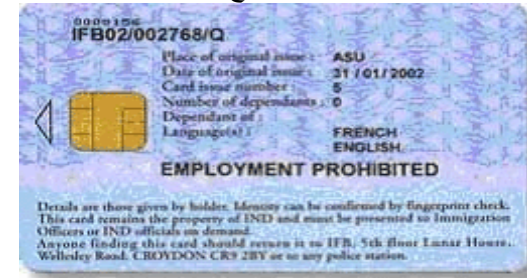 0000156
IFB02/002768/Q
Place of original issue : ASU
Date of original issue : 31 / 01 / 2002
Card issue number : 5
Number of dependants : 0
Dependant of :
Language(s) : FRENCH
ENGLISH
EMPLOYMENT PROHIBITED
Details are those given by holder. Identity can be confirmed by fingerprint check.
This card remains the property of IND and must be presented to Immigration
Officers or IND officials on demand.
Anyone finding this card should return it to IFB, 5th floor Lunar House,
Wellesley Road, CROYDON CR9 2BY or to any police station.